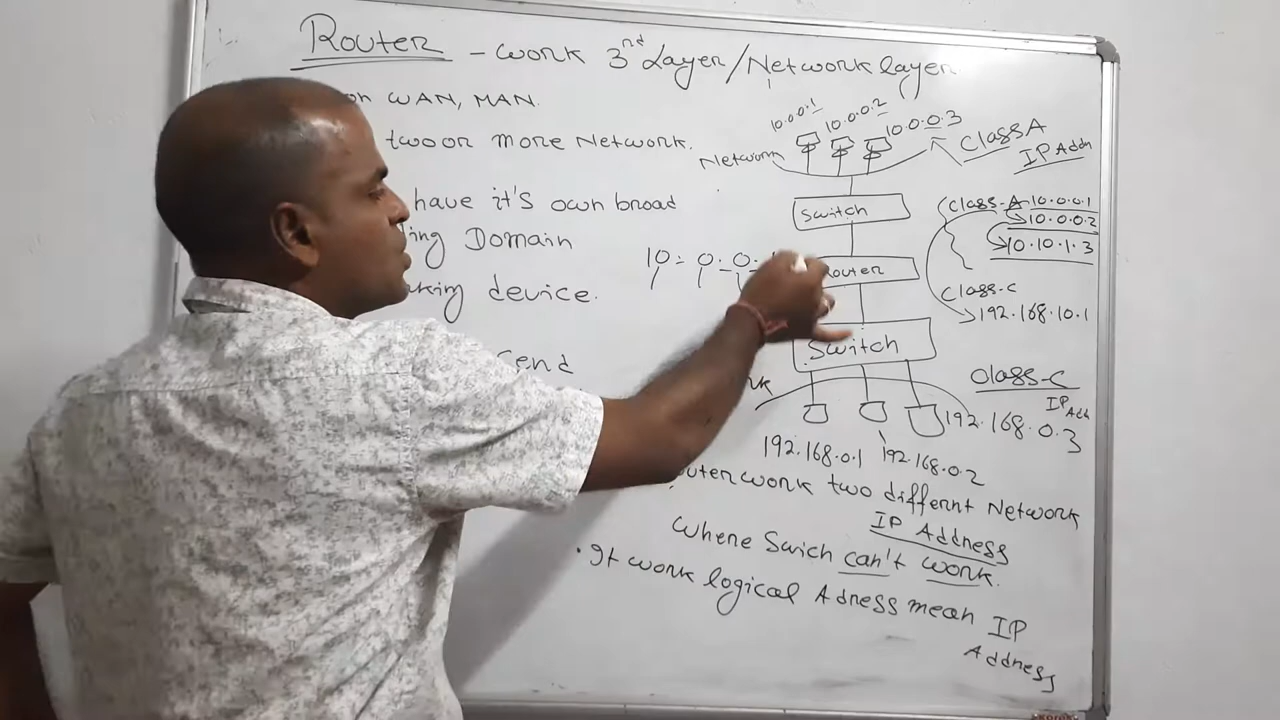 Router - work 3nd Layer/Network layer
on WAN, MAN.
two or more Network.
have it's own broad
ing Domain
king device.
send
10.0.0.1
10.0.0.2
10.0.0.3
Network
Class A
IP Addr
Switch
Class-A 10.0.0.1
10.0.0.2
10.10.1.3
10.0.0.
Router
Class-C
192.168.10.1
Switch
Class-C
IP Add
192.168.0.3
192.168.0.1
192.168.0.2
outer work two differnt Network
IP Address
where Swich can't work.
· It work logical Adress mean IP
Address